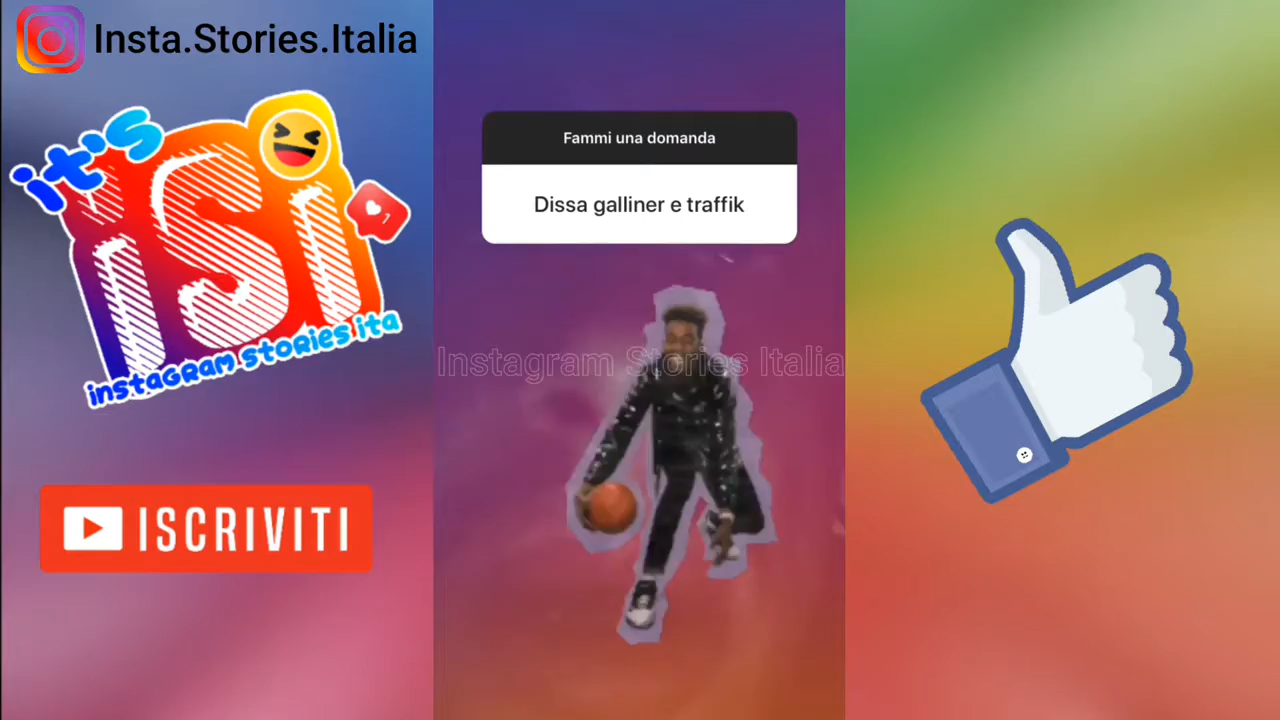 Insta.Stories.Italia
it's
iSi
instagram stories ita
ISCRIVITI
Fammi una domanda
Dissa galliner e traffik
Instagram Stories Italia